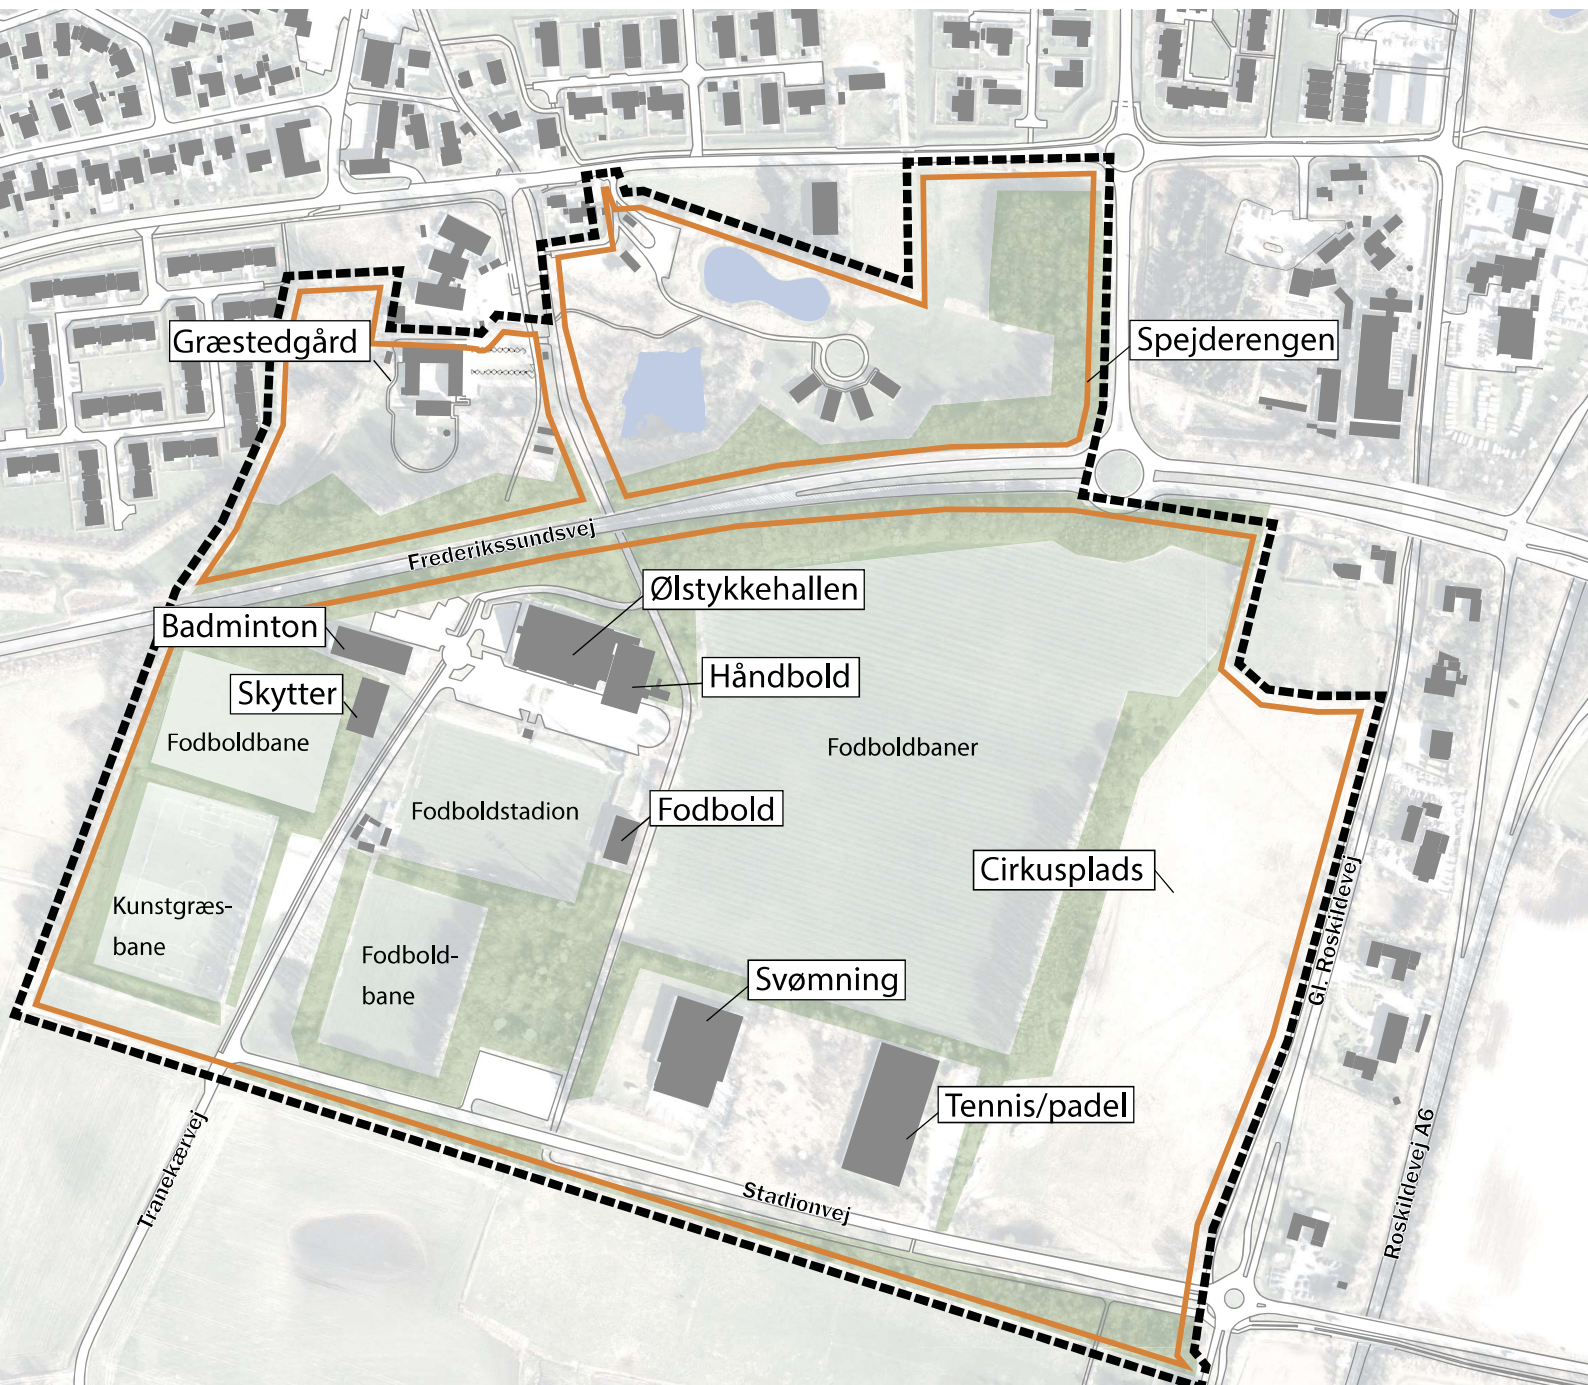 Græstedgård
Spejderengen
Frederikssundsvej
Ølstykkehallen
Badminton
Håndbold
Skytter
Fodboldbane
Fodboldbaner
Fodboldstadion
Fodbold
Cirkusplads
Kunstgræs-
bane
Fodbold-
bane
Svømning
Gl. Roskildevej
Tennis/padel
Tranekærvej
Stadionvej
Roskildevej A6